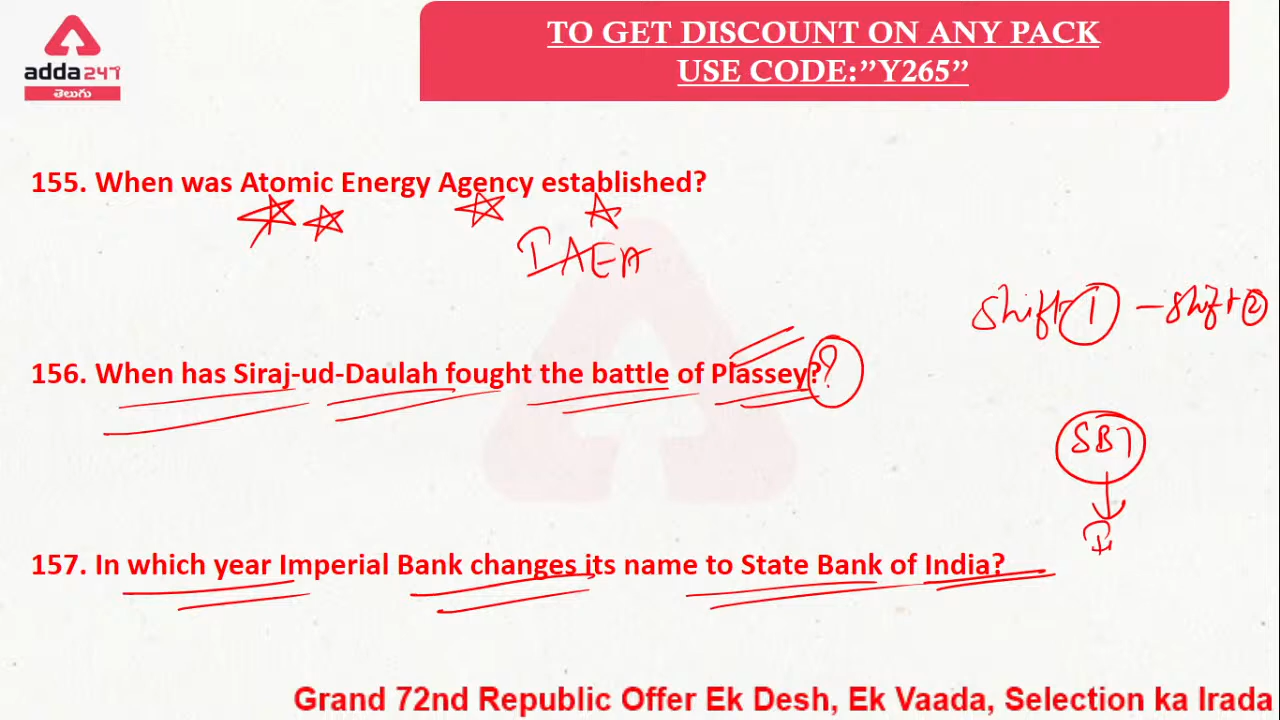 adda247
తెలుగు
TO GET DISCOUNT ON ANY PACK
USE CODE:”Y265”
155. When was Atomic Energy Agency established?
IAEA
Shift 1 - Shift 2
156. When has Siraj-ud-Daulah fought the battle of Plassey?
?
SBI
I
157. In which year Imperial Bank changes its name to State Bank of India?
Grand 72nd Republic Offer Ek Desh, Ek Vaada, Selection ka Irada